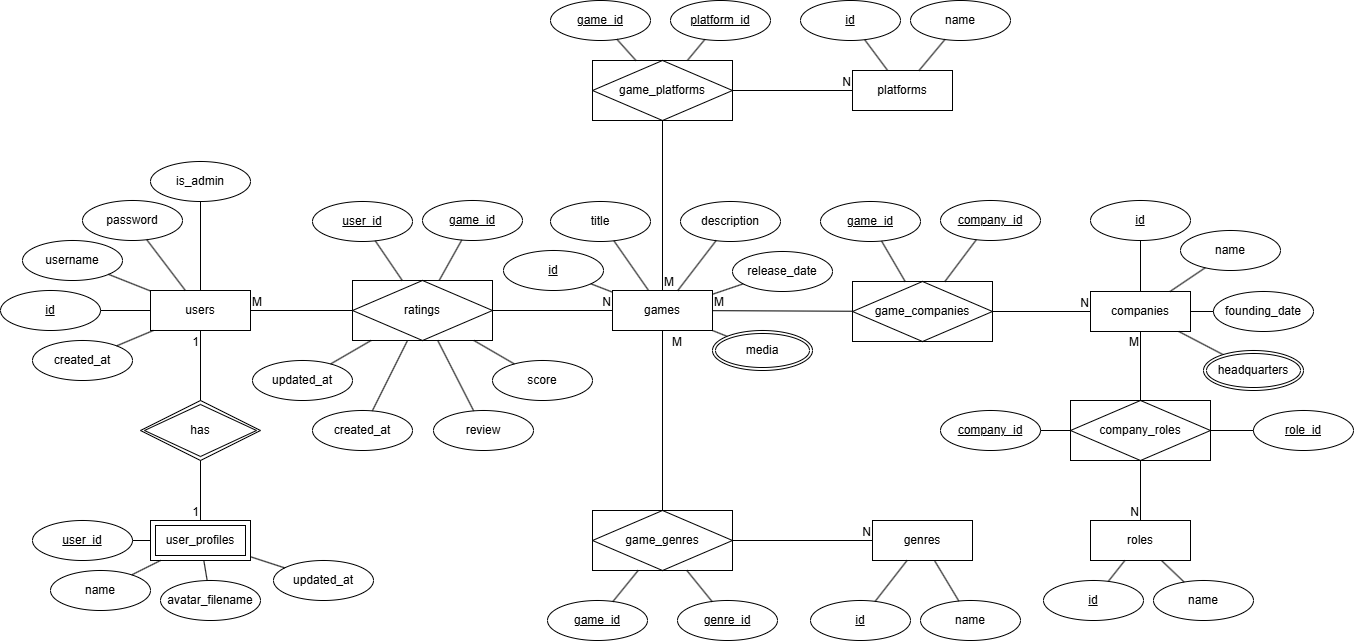 game_id
platform_id
id
name
game_platforms
N
platforms
is_admin
password
username
id
users
created_at
M
1
user_id
game_id
ratings
updated_at
created_at
review
score
N
title
description
id
release_date
M
games
M
M
media
game_id
company_id
game_companies
N
id
name
companies
founding_date
headquarters
M
company_id
company_roles
role_id
N
roles
id
name
has
1
user_id
user_profiles
name
avatar_filename
updated_at
game_genres
N
genres
game_id
genre_id
id
name